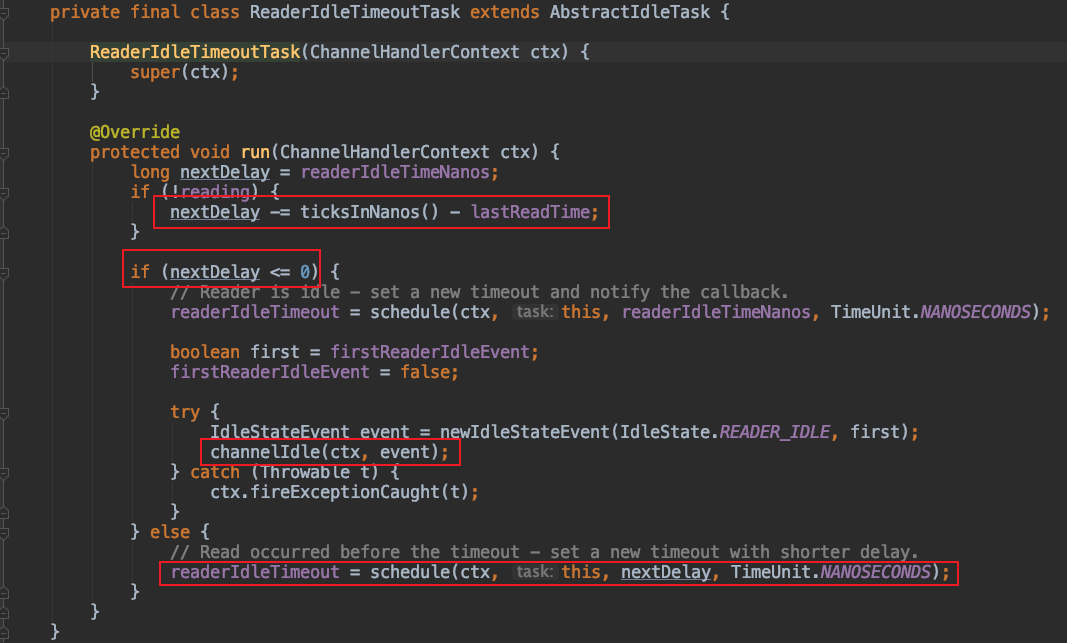 private final class ReaderIdleTimeoutTask extends AbstractIdleTask {
ReaderIdleTimeoutTask(ChannelHandlerContext ctx) {
super(ctx);
}
@Override
protected void run(ChannelHandlerContext ctx) {
long nextDelay = readerIdleTimeNanos;
if (!reading) {
nextDelay -= ticksInNanos() - lastReadTime;
}
if (nextDelay <= 0) {
// Reader is idle - set a new timeout and notify the callback.
readerIdleTimeout = schedule(ctx, task: this, readerIdleTimeNanos, TimeUnit.NANOSECONDS);
boolean first = firstReaderIdleEvent;
firstReaderIdleEvent = false;
try {
IdleStateEvent event = newIdleStateEvent(IdleState.READER_IDLE, first);
channelIdle(ctx, event);
} catch (Throwable t) {
ctx.fireExceptionCaught(t);
}
} else {
// Read occurred before the timeout - set a new timeout with shorter delay.
readerIdleTimeout = schedule(ctx, task: this, nextDelay, TimeUnit.NANOSECONDS);
}
}
}